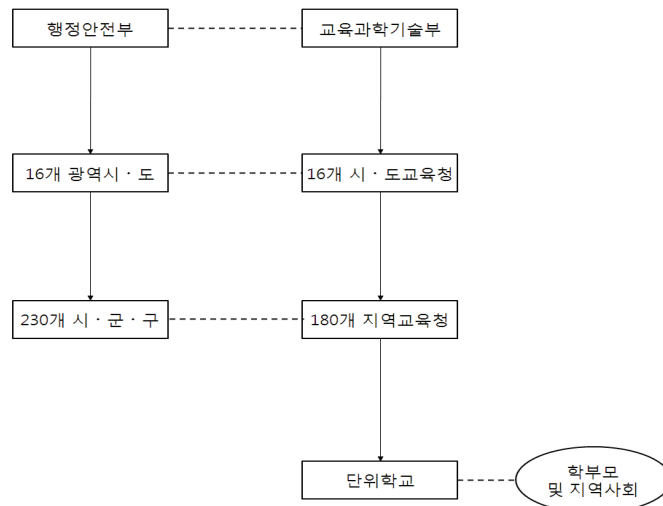 행정안전부
교육과학기술부
16개 광역시 · 도
16개 시 · 도교육청
230개 시 · 군 · 구
180개 지역교육청
단위학교
학부모
및 지역사회